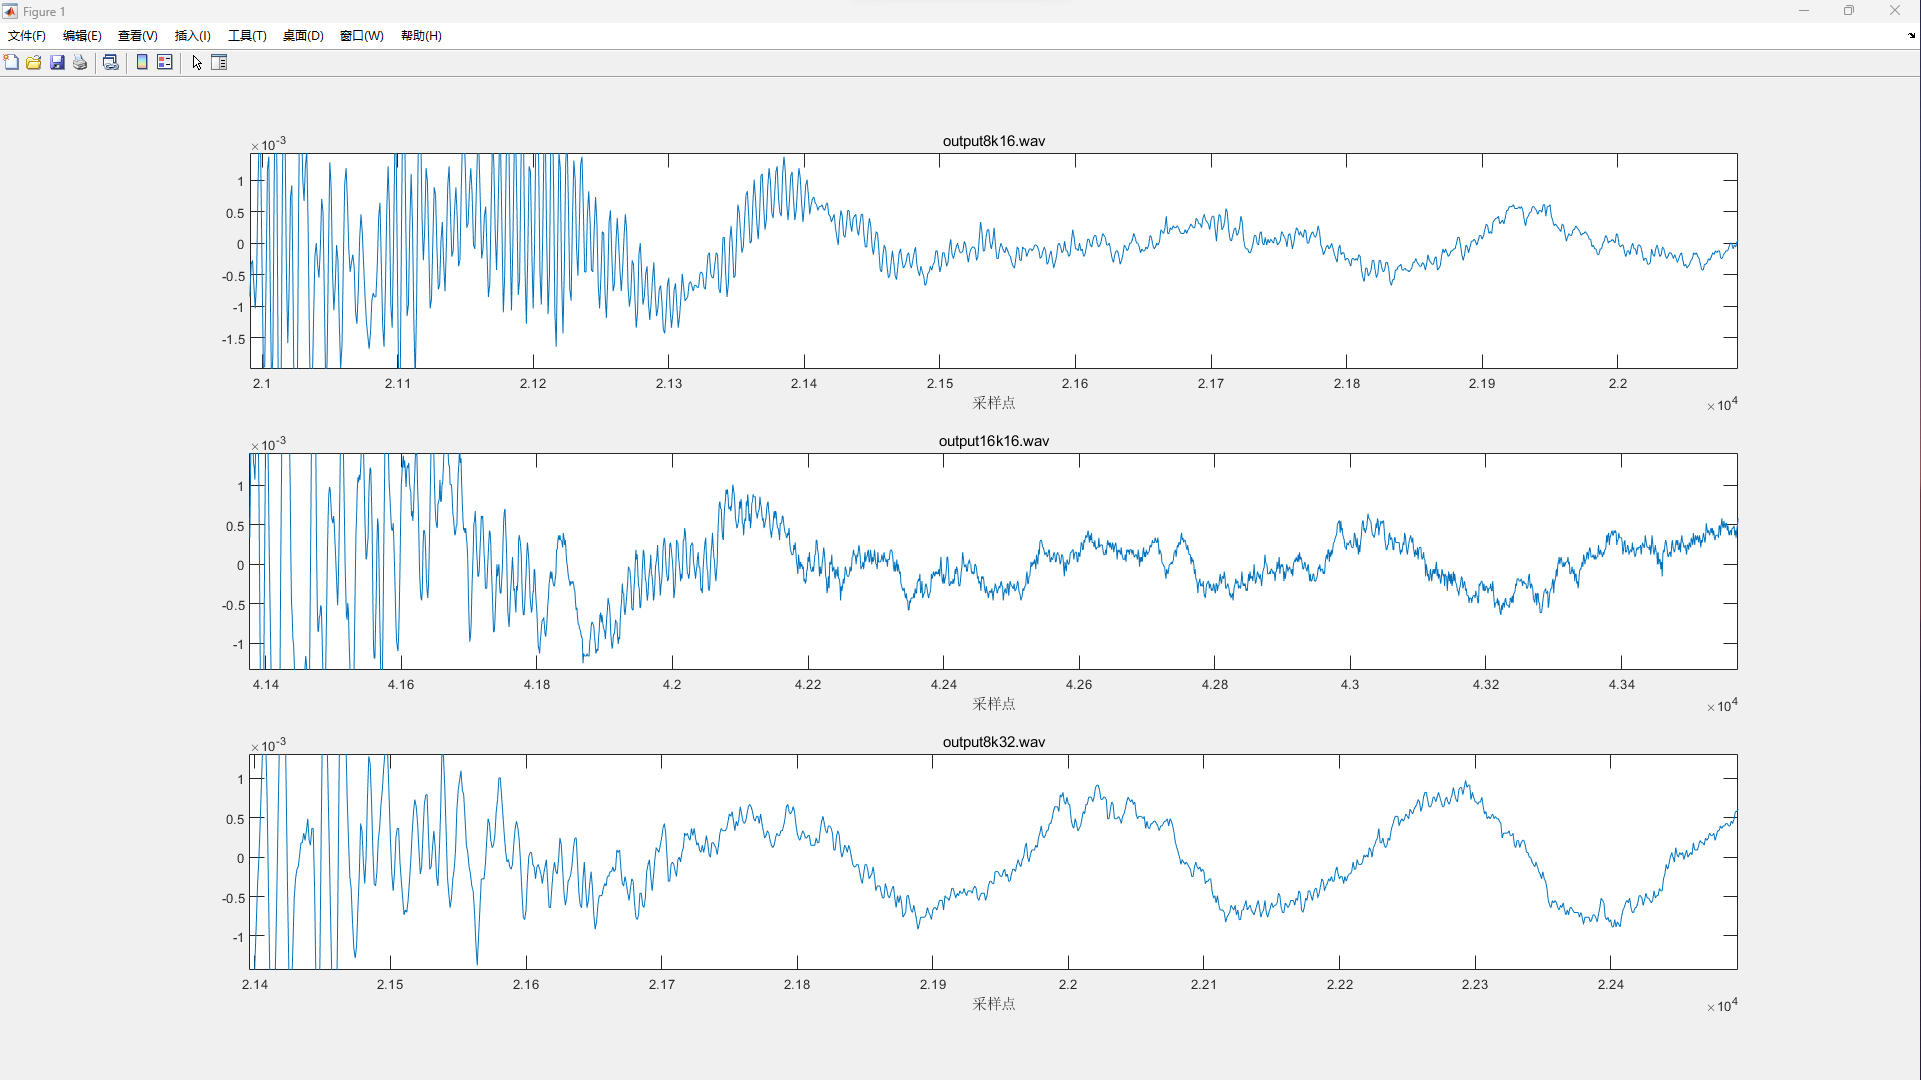 Figure 1
文件(F) 编辑(E) 查看(V) 插入(I) 工具(T) 桌面(D) 窗口(W) 帮助(H)
output8k16.wav
×10-3
1
0.5
0
-0.5
-1
-1.5
2.1 2.11 2.12 2.13 2.14 2.15 2.16 2.17 2.18 2.19 2.2
采样点
×104
output16k16.wav
×10-3
1
0.5
0
-0.5
-1
4.14 4.16 4.18 4.2 4.22 4.24 4.26 4.28 4.3 4.32 4.34
采样点
×104
output8k32.wav
×10-3
1
0.5
0
-0.5
-1
2.14 2.15 2.16 2.17 2.18 2.19 2.2 2.21 2.22 2.23 2.24
采样点
×104